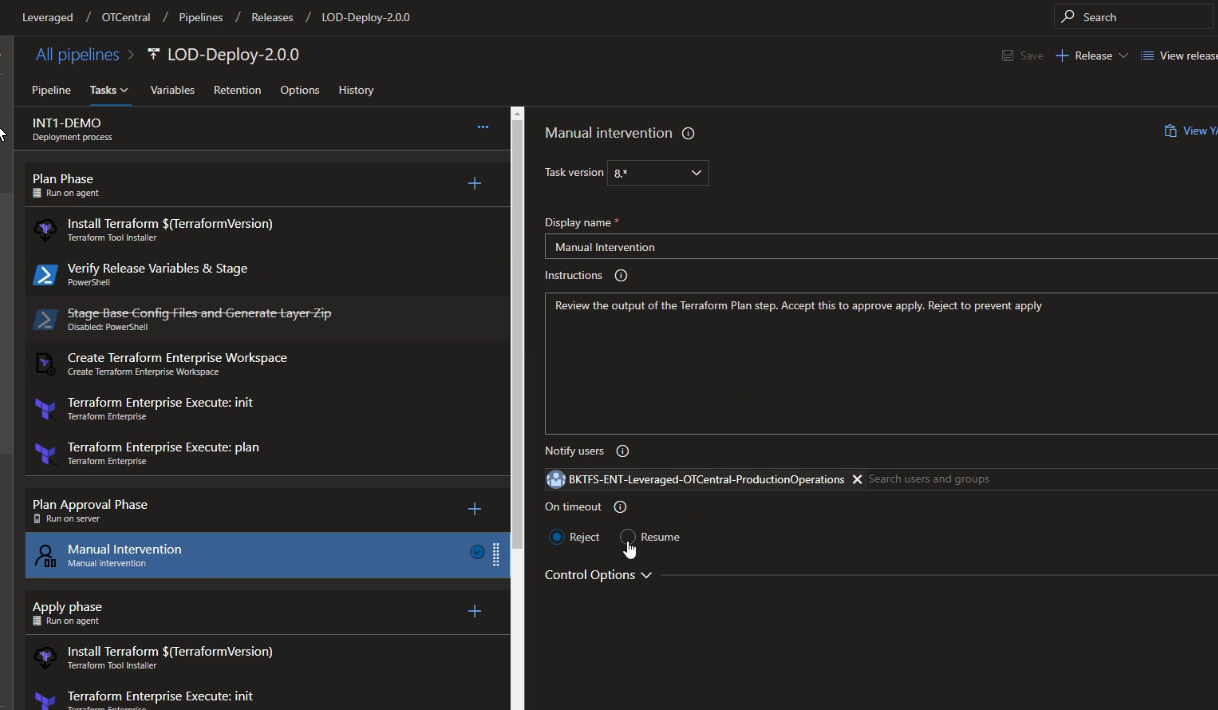 Leveraged / OTCentral / Pipelines / Releases / LOD-Deploy-2.0.0
Search
All pipelines > LOD-Deploy-2.0.0
Save
Release
View release
Pipeline Tasks Variables Retention Options History
INT1-DEMO
Deployment process
Plan Phase
Run on agent
Install Terraform $(TerraformVersion)
Terraform Tool Installer
Verify Release Variables & Stage
PowerShell
Stage Base Config Files and Generate Layer Zip
Disabled: PowerShell
Create Terraform Enterprise Workspace
Create Terraform Enterprise Workspace
Terraform Enterprise Execute: init
Terraform Enterprise
Terraform Enterprise Execute: plan
Terraform Enterprise
Plan Approval Phase
Run on server
Manual Intervention
Manual Intervention
Apply phase
Run on agent
Install Terraform $(TerraformVersion)
Terraform Tool Installer
Terraform Enterprise Execute: init
Terraform Enterprise
Manual intervention
View YA
Task version 8.*
Display name *
Manual Intervention
Instructions
Review the output of the Terraform Plan step. Accept this to approve apply. Reject to prevent apply
Notify users
BKTFS-ENT-Leveraged-OTCentral-ProductionOperations Search users and groups
On timeout
Reject Resume
Control Options